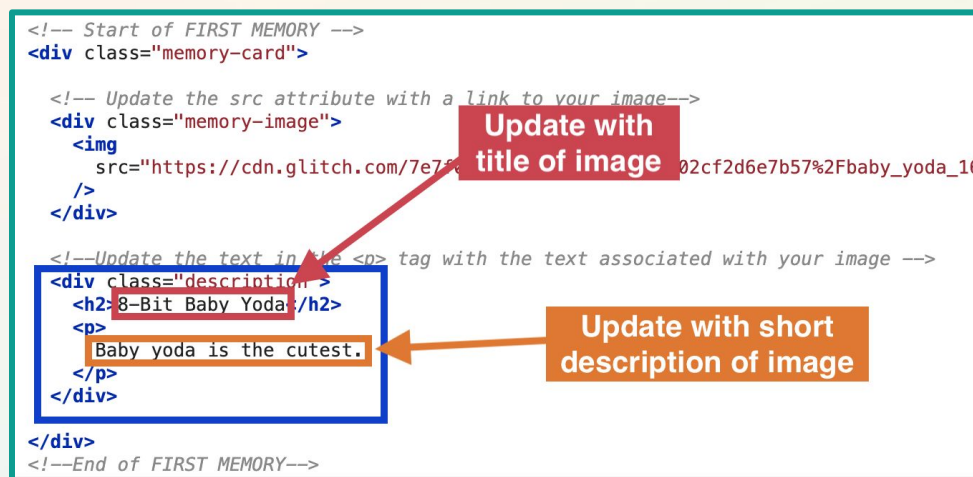 <!-- Start of FIRST MEMORY -->
<div class="memory-card">
<!-- Update the src attribute with a link to your image-->
<div class="memory-image">
<img
src="https://cdn.glitch.com/7e7f 02cf2d6e7b57%2Fbaby_yoda_16
/>
</div>
Update with
title of image
<!--Update the text in the <p> tag with the text associated with your image -->
<div class="description">
<h2>8-Bit Baby Yoda</h2>
<p>
Baby yoda is the cutest.
</p>
</div>
Update with short
description of image
</div>
<!--End of FIRST MEMORY-->